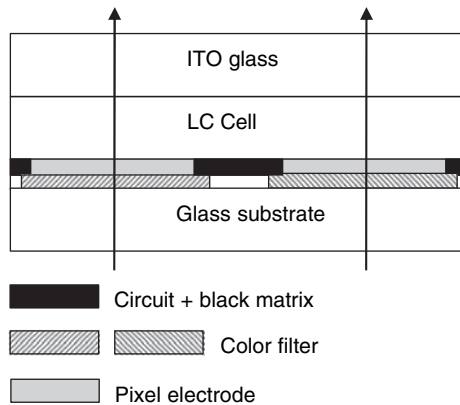 ITO glass
LC Cell
Glass substrate
Circuit + black matrix
Color filter
Pixel electrode